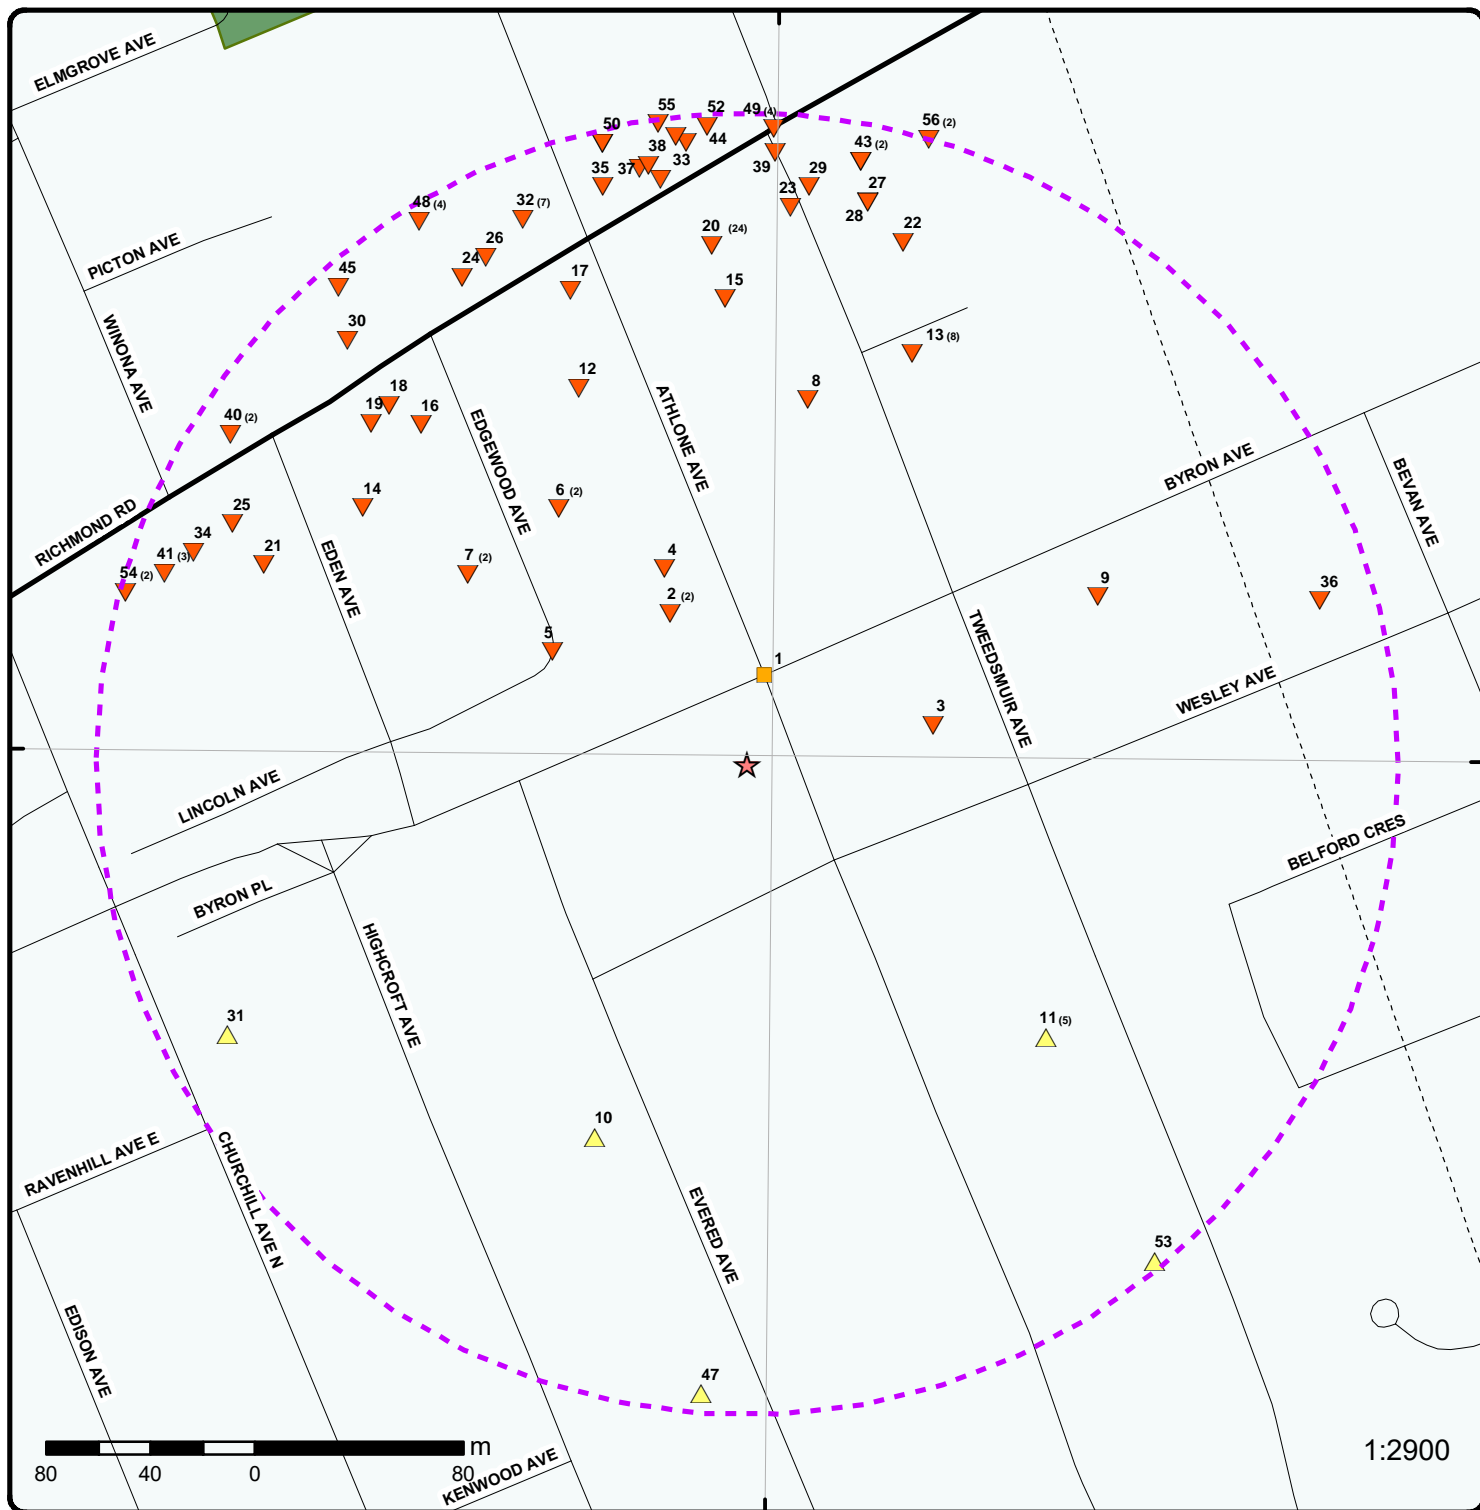 ELMGROVE AVE
55
52
49 (4)
56 (2)
50
44
38
33
43 (2)
35
37
39
29
23
27
28
48 (4)
32 (7)
20 (24)
22
PICTON AVE
26
24
45
17
15
WINONA AVE
30
13 (8)
12
8
18
19
16
ATHLONE AVE
40 (2)
EDGEWOOD AVE
BYRON AVE
BEVAN AVE
RICHMOND RD
14
6 (2)
25
34
41 (3)
21
EDEN AVE
7 (2)
4
54 (2)
9
36
2 (2)
5
TWEEDSMUIR AVE
1
WESLEY AVE
3
LINCOLN AVE
BELFORD CRES
BYRON PL
HIGHCROFT AVE
31
11 (5)
10
RAVENHILL AVE E
CHURCHILL AVE N
EVERED AVE
53
EDISON AVE
47
m
1:2900
80
40
0
80
KENWOOD AVE